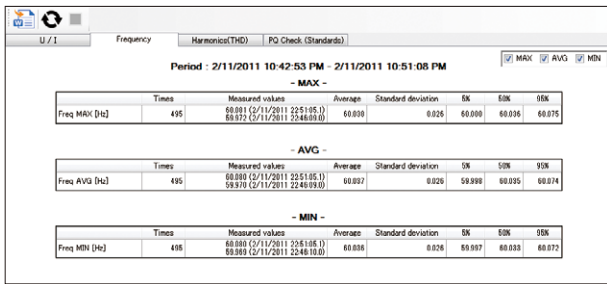 U / I Frequency Harmonics(THD) PQ Check (Standards)
MAX AVG MIN
Period : 2/11/2011 10:42:53 PM - 2/11/2011 10:51:08 PM
- MAX -
Times Measured values Average Standard deviation 5% 50% 95%
Freq MAX [Hz] 495 60.081 (2/11/2011 22:51:05.1) 60.038 0.026 60.000 60.036 60.075
59.972 (2/11/2011 22:46:09.0)
- AVG -
Times Measured values Average Standard deviation 5% 50% 95%
Freq AVG [Hz] 495 60.080 (2/11/2011 22:51:05.1) 60.037 0.026 59.998 60.035 60.074
59.970 (2/11/2011 22:46:09.0)
- MIN -
Times Measured values Average Standard deviation 5% 50% 95%
Freq MIN [Hz] 495 60.080 (2/11/2011 22:51:05.1) 60.036 0.026 59.997 60.033 60.072
59.969 (2/11/2011 22:46:10.0)